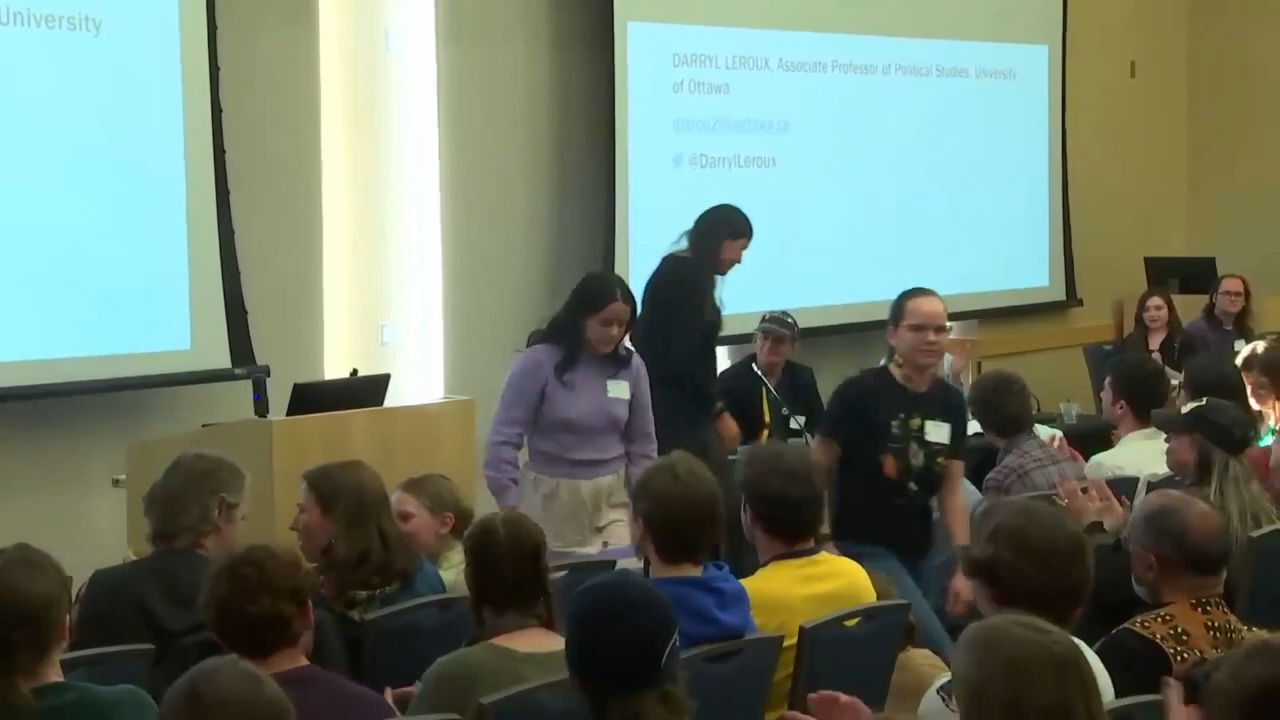 University
DARRYL LEROUX, Associate Professor of Political Studies, University
of Ottawa
@DarrylLeroux